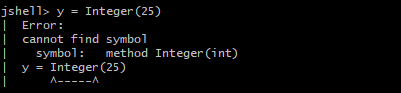 jshell> y = Integer(25)
|  Error:
|  cannot find symbol
|    symbol:   method Integer(int)
|  y = Integer(25)
|      ^-----^